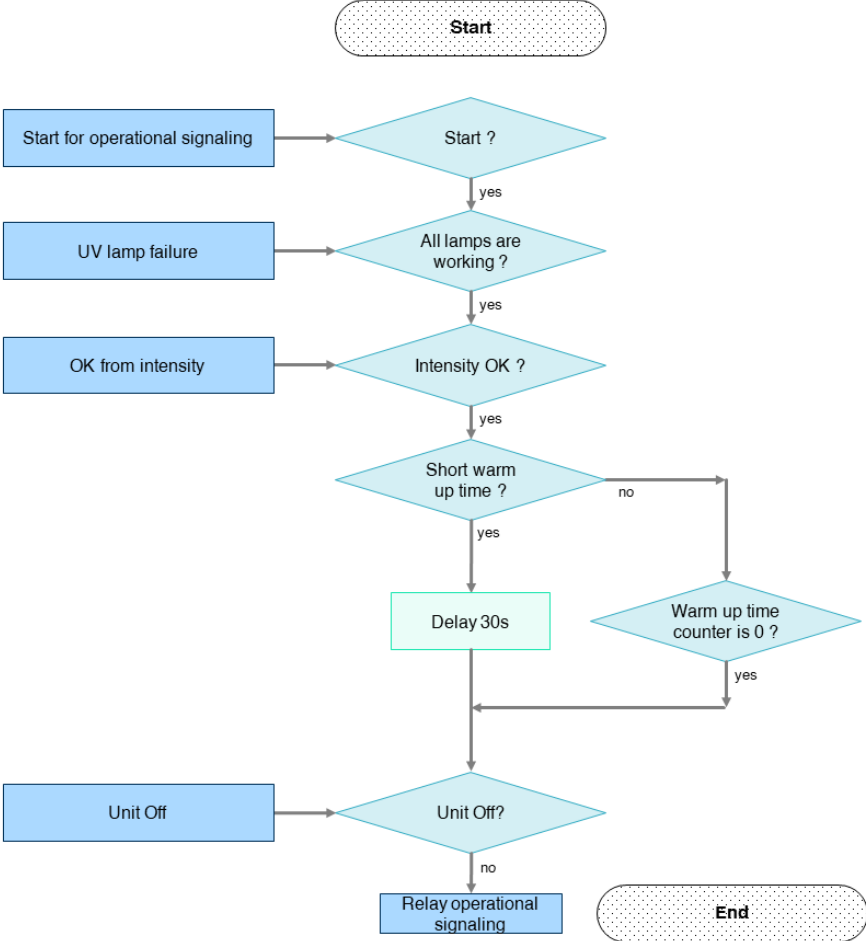 Start
Start for operational signaling
Start ?
yes
UV lamp failure
All lamps are
working ?
yes
OK from intensity
Intensity OK ?
yes
Short warm
up time ?
no
yes
Delay 30s
Warm up time
counter is 0 ?
yes
Unit Off
Unit Off?
no
Relay operational
signaling
End